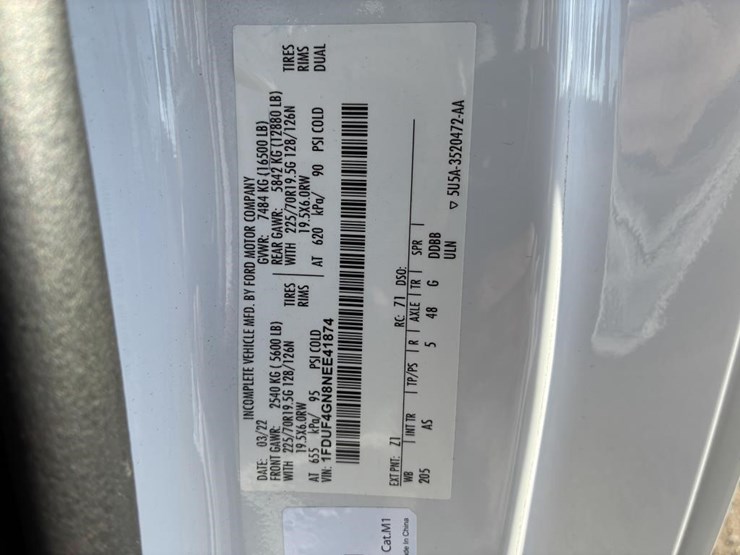 INCOMPLETE VEHICLE MFD. BY FORD MOTOR COMPANY
DATE: 03/22 GVWR: 7484 KG (16500 LB)
FRONT GAWR: 2540 KG ( 5600 LB) REAR GAWR: 5842 KG (12880 LB)
WITH 225/70R19.5G 128/126N TIRES WITH 225/70R19.5G 128/126N TIRES
19.5X6.0RW RIMS 19.5X6.0RW RIMS
AT 655 kPa/ 95 PSI COLD AT 620 kPa/ 90 PSI COLD DUAL
VIN: 1FDUF4GN8NEE41874
EXT PNT: Z1 RC: 71 DSO:
WB INT TR TP/PS R AXLE TR SPR
205 AS 5 48 G DDBB
ULN
▽ 5U5A-3520472-AA
Cat.M1
de In China